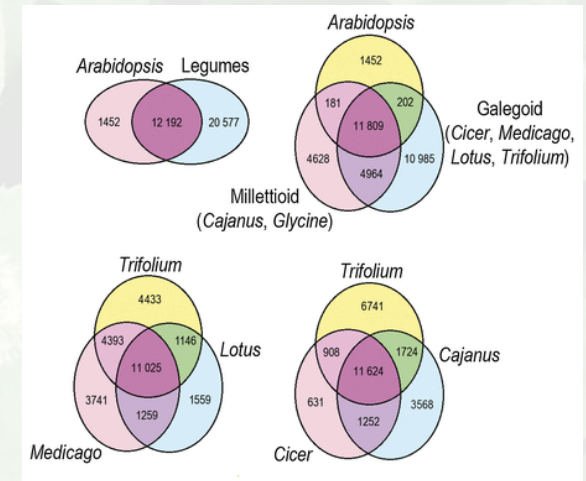 Arabidopsis Legumes
1452 12 192 20 577
Arabidopsis
1452
181 202
11 809
4628 10 985
4964
Galegoid
(Cicer, Medicago,
Lotus, Trifolium)
Millettioid
(Cajanus, Glycine)
Trifolium
4433
4393 1146
Lotus
11 025
3741 1559
1259
Medicago
Trifolium
6741
908 1724
Cajanus
11 624
631 3568
1252
Cicer